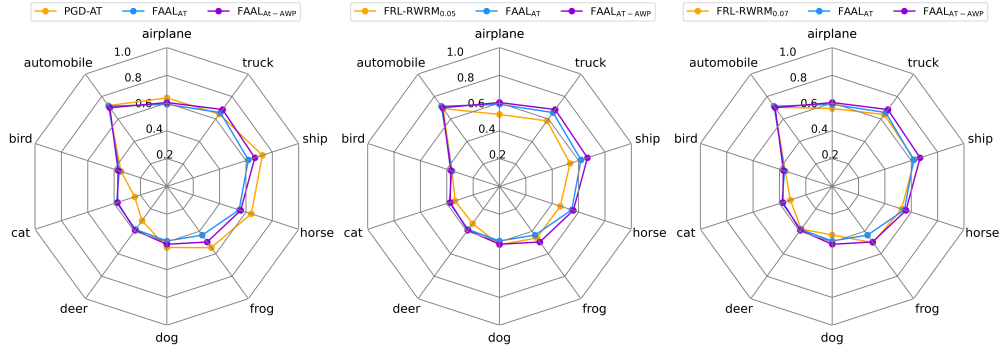 PGD-AT FAAL_AT FAAL_At−AWP
airplane
automobile
truck
bird
ship
cat
horse
deer
frog
dog
1.0
0.8
0.6
0.4
0.2
FRL-RWRM_0.05 FAAL_AT FAAL_AT−AWP
airplane
automobile
truck
bird
ship
cat
horse
deer
frog
dog
1.0
0.8
0.6
0.4
0.2
FRL-RWRM_0.07 FAAL_AT FAAL_AT−AWP
airplane
automobile
truck
bird
ship
cat
horse
deer
frog
dog
1.0
0.8
0.6
0.4
0.2